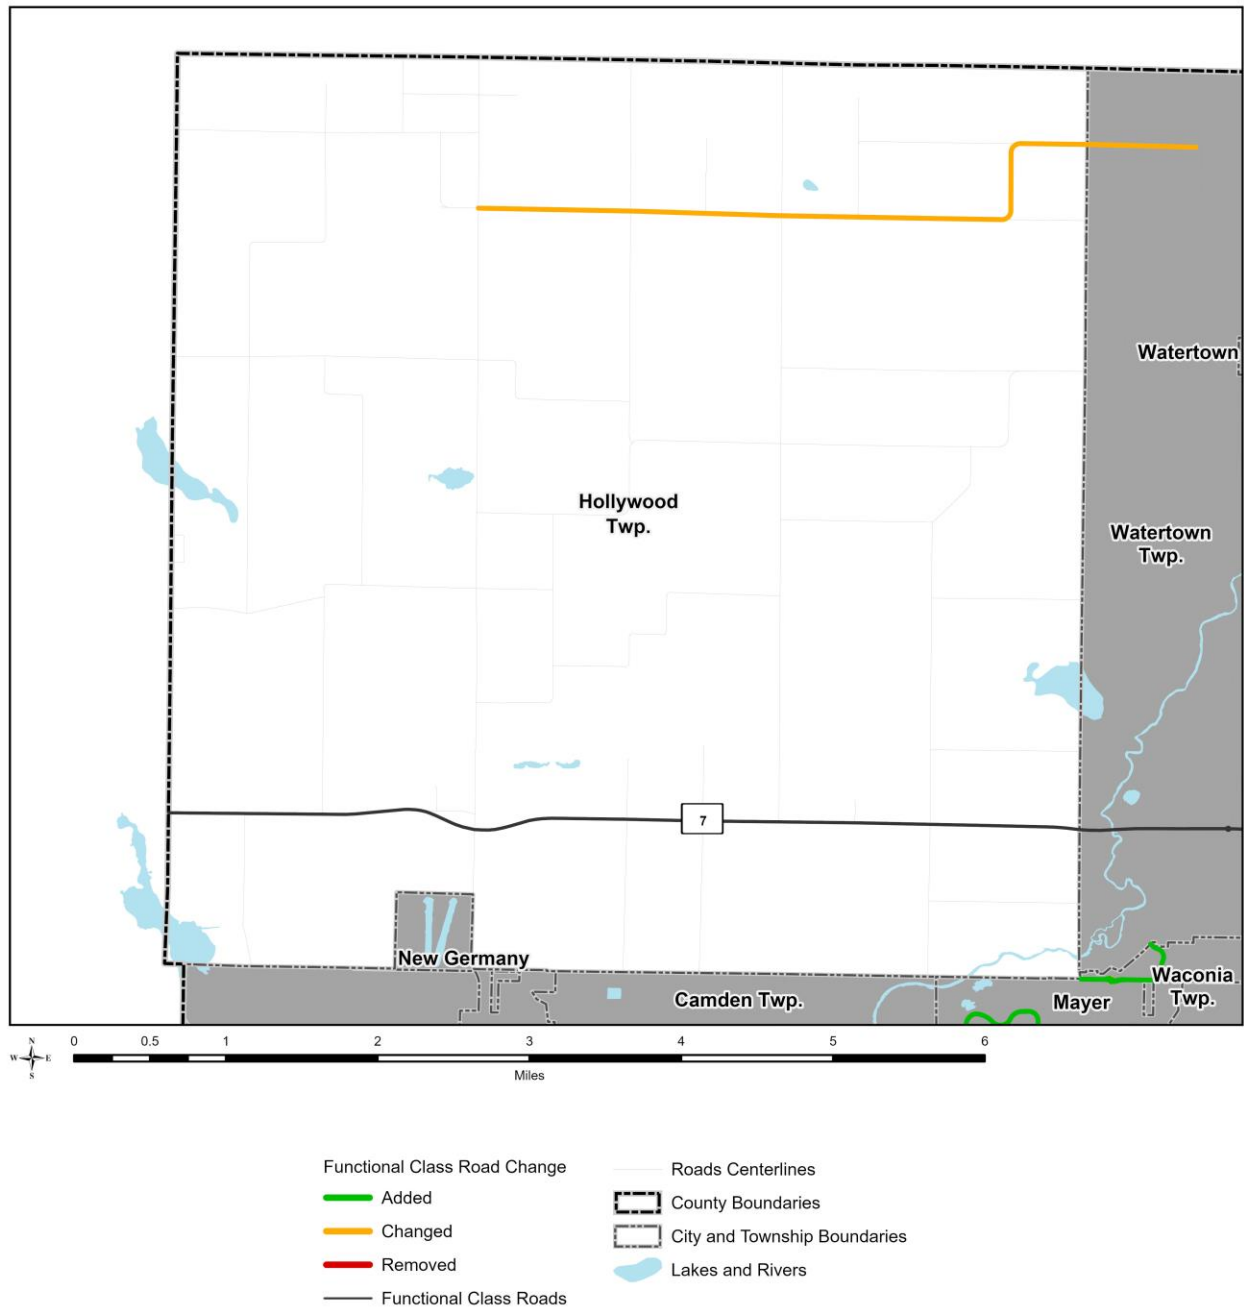 Watertown
Hollywood
Twp.
Watertown
Twp.
7
New Germany
Camden Twp.
Mayer
Waconia
Twp.
N
W E
S
0 0.5 1 2 3 4 5 6
Miles
Functional Class Road Change
Added
Changed
Removed
Functional Class Roads
Roads Centerlines
County Boundaries
City and Township Boundaries
Lakes and Rivers